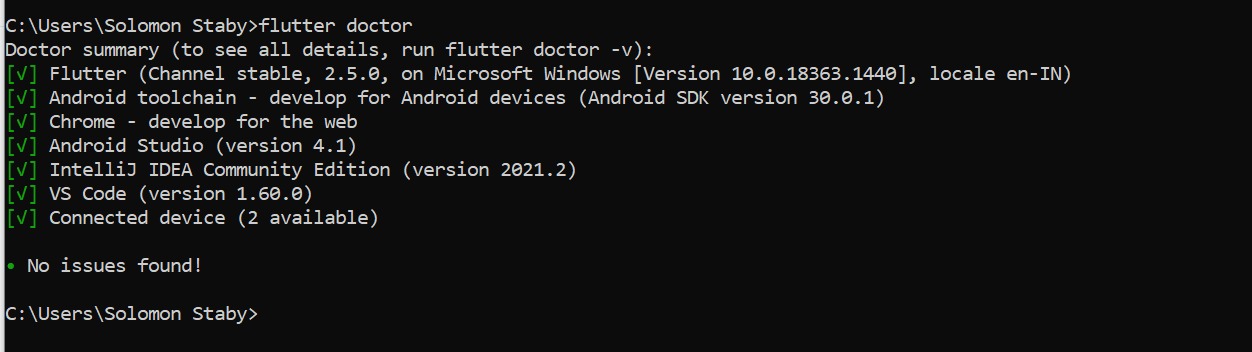 C:\Users\Solomon Staby>flutter doctor
Doctor summary (to see all details, run flutter doctor -v):
[√] Flutter (Channel stable, 2.5.0, on Microsoft Windows [Version 10.0.18363.1440], locale en-IN)
[√] Android toolchain - develop for Android devices (Android SDK version 30.0.1)
[√] Chrome - develop for the web
[√] Android Studio (version 4.1)
[√] IntelliJ IDEA Community Edition (version 2021.2)
[√] VS Code (version 1.60.0)
[√] Connected device (2 available)
• No issues found!
C:\Users\Solomon Staby>